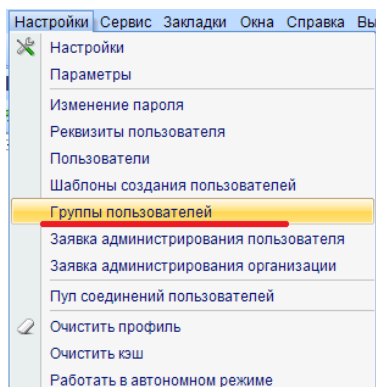 Настройки Сервис Закладки Окна Справка Вы
Настройки
Параметры
Изменение пароля
Реквизиты пользователя
Пользователи
Шаблоны создания пользователей
Группы пользователей
Заявка администрирования пользователя
Заявка администрирования организации
Пул соединений пользователей
Очистить профиль
Очистить кэш
Работать в автономном режиме